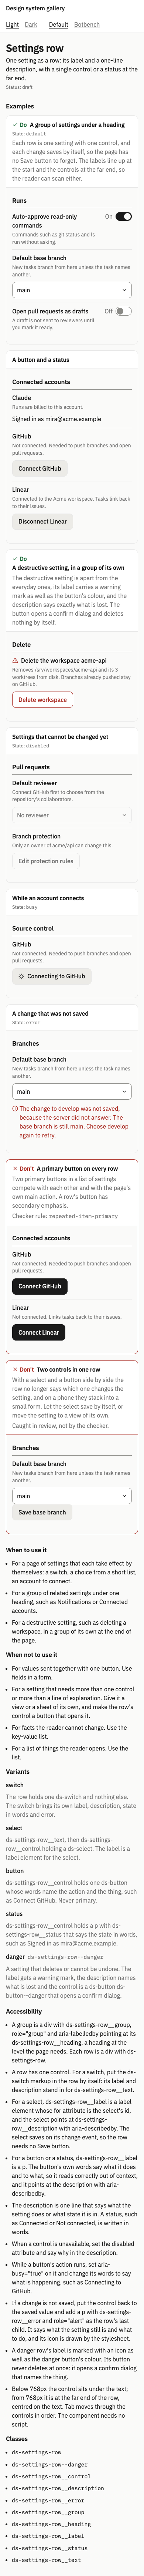 Design system gallery
Light Dark Default Botbench
Settings row
One setting of a row: its label and a one-line
description, with a single control or a status at the
far end.
Status: draft
Examples
✓ Do A group of settings under a heading
State: default
Each row is one setting with one control, and
each change saves by itself, so the page has
no Save button to forget. The labels line up at
the start and the controls at the far end, so
the reader can scan either.
Runs
Auto-approve read-only
commands
On
Commands such as git status and ls
run without asking.
Default base branch
New tasks branch from here unless the task names
another.
main
Open pull requests as drafts
Off
A draft is not sent to reviewers until
you mark it ready.
A button and a status
Connected accounts
Claude
Runs are billed to this account.
Signed in as mira@acme.example
GitHub
Not connected. Needed to push branches and open
pull requests.
Connect GitHub
Linear
Connected to the Acme workspace. Tasks link back
to their issues.
Disconnect Linear
✓ Do
A destructive setting, in a group of its own
The destructive setting is apart from the
everyday ones, its label carries a warning
mark as well as the button's colour, and the
description says exactly what is lost. The
button opens a confirm dialog and deletes
nothing by itself.
Delete
Delete the workspace acme-api
Removes /srv/workspaces/acme-api and its 3
worktrees from disk. Branches already pushed stay
on GitHub.
Delete workspace
Settings that cannot be changed yet
State: disabled
Pull requests
Default reviewer
Connect GitHub first to choose from the
repository's collaborators.
No reviewer
Branch protection
Only an owner of acme/api can change this.
Edit protection rules
While an account connects
State: busy
Source control
GitHub
Not connected. Needed to push branches and open
pull requests.
Connecting to GitHub
A change that was not saved
State: error
Branches
Default base branch
New tasks branch from here unless the task names
another.
main
The change to develop was not saved,
because the server did not answer. The
base branch is still main. Choose develop
again to retry.
✕ Don't A primary button on every row
Two primary buttons in a list of settings
compete with each other and with the page's
own main action. A row's button has
secondary emphasis.
Checker rule: repeated-item-primary
Connected accounts
GitHub
Not connected. Needed to push branches and open
pull requests.
Connect GitHub
Linear
Not connected. Links tasks back to their issues.
Connect Linear
✕ Don't Two controls in one row
With a select and a button side by side the
row no longer says which one changes the
setting, and on a phone they stack into a
small form. Let the select save by itself, or
move the setting to a view of its own.
Caught in review, not by the checker.
Branches
Default base branch
New tasks branch from here unless the task names
another.
main
Save base branch
When to use it
• For a page of settings that each take effect by
themselves: a switch, a choice from a short list,
an account to connect.
• For a group of related settings under one
heading, such as Notifications or Connected
accounts.
• For a destructive setting, such as deleting a
workspace, in a group of its own at the end of
the page.
When not to use it
• For values sent together with one button. Use
fields in a form.
• For a setting that needs more than one control
or more than a line of explanation. Give it a
view or a sheet of its own, and make the row's
control a button that opens it.
• For facts the reader cannot change. Use the
key-value list.
• For a list of things the reader opens. Use the
list.
Variants
switch
The row holds one ds-switch and nothing else.
The switch brings its own label, description, state
in words and error.
select
ds-settings-row__text, then ds-settings-
row__control holding a ds-select. The label is a
label element for the select.
button
ds-settings-row__control holds one ds-button
whose words name the action and the thing, such
as Connect GitHub. Never primary.
status
ds-settings-row__control holds a p with ds-
settings-row__status that says the state in words,
such as Signed in as mira@acme.example.
danger ds-settings-row--danger
A setting that deletes or cannot be undone. The
label gets a warning mark, the description names
what is lost and the control is a ds-button ds-
button--danger that opens a confirm dialog.
Accessibility
• A group is a div with ds-settings-row__group,
role="group" and aria-labelledby pointing at its
ds-settings-row__heading, a heading at the
level the page needs. Each row is a div with ds-
settings-row.
• A row has one control. For a switch, put the ds-
switch markup in the row by itself: its label and
description stand in for ds-settings-row__text.
• For a select, ds-settings-row__label is a label
element whose for attribute is the select's id,
and the select points at ds-settings-
row__description with aria-describedby. The
select saves on its change event, so the row
needs no Save button.
• For a button or a status, ds-settings-row__label
is a p. The button's own words say what it does
and to what, so it reads correctly out of context,
and it points at the description with aria-
describedby.
• The description is one line that says what the
setting does or what state it is in. A status, such
as Connected or Not connected, is written in
words.
• When a control is unavailable, set the disabled
attribute and say why in the description.
• While a button's action runs, set aria-
busy="true" on it and change its words to say
what is happening, such as Connecting to
GitHub.
• If a change is not saved, put the control back to
the saved value and add a p with ds-settings-
row__error and role="alert" as the row's last
child. It says what the setting still is and what
to do, and its icon is drawn by the stylesheet.
• A danger row's label is marked with an icon as
well as the danger button's colour. Its button
never deletes at once: it opens a confirm dialog
that names the thing.
• Below 768px the control sits under the text;
from 768px it is at the far end of the row,
centred on the text. Tab moves through the
controls in order. The component needs no
script.
Classes
• ds-settings-row
• ds-settings-row--danger
• ds-settings-row__control
• ds-settings-row__description
• ds-settings-row__error
• ds-settings-row__group
• ds-settings-row__heading
• ds-settings-row__label
• ds-settings-row__status
• ds-settings-row__text